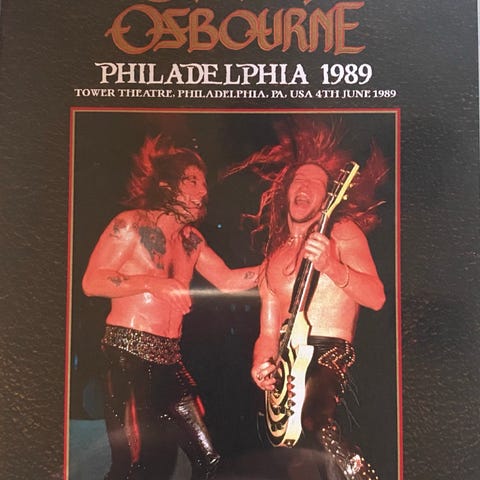 OSBOURNE
PHILADELPHIA 1989
TOWER THEATRE, PHILADELPHIA, PA, USA 4TH JUNE 1989